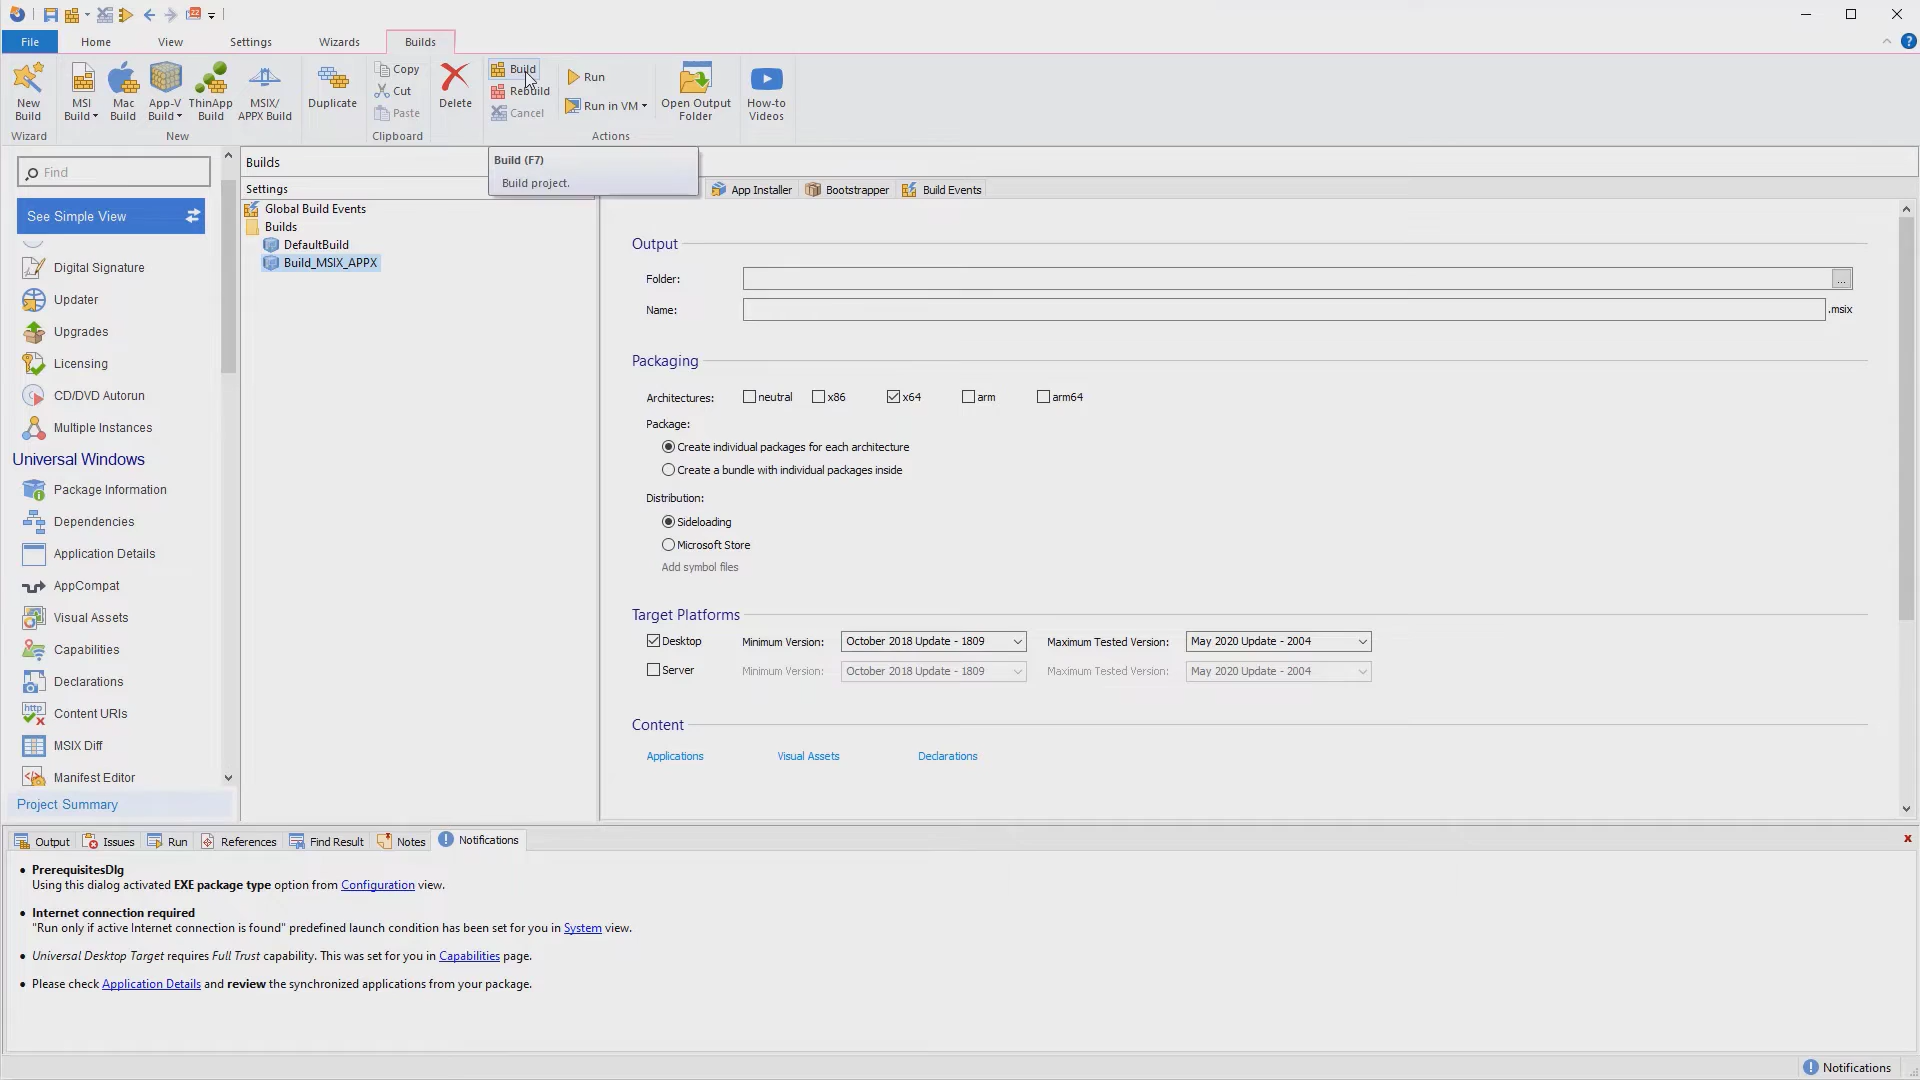 File
Home
View
Settings
Wizards
Builds
New Build
MSI Build
Mac Build
App-V Build
ThinApp Build
MSIX/ APPX Build
Duplicate
Copy
Cut
Paste
Delete
Build
Rebuild
Cancel
Run
Run in VM
Open Output Folder
How-to Videos
Wizard
New
Clipboard
Actions
Build (F7)
Build project.
Find
See Simple View
Digital Signature
Updater
Upgrades
Licensing
CD/DVD Autorun
Multiple Instances
Universal Windows
Package Information
Dependencies
Application Details
AppCompat
Visual Assets
Capabilities
Declarations
Content URIs
MSIX Diff
Manifest Editor
Project Summary
Builds
Settings
Global Build Events
Builds
DefaultBuild
Build_MSIX_APPX
App Installer
Bootstrapper
Build Events
Output
Folder:
...
Name:
.msix
Packaging
Architectures:
neutral
x86
x64
arm
arm64
Package:
Create individual packages for each architecture
Create a bundle with individual packages inside
Distribution:
Sideloading
Microsoft Store
Add symbol files
Target Platforms
Desktop
Minimum Version:
October 2018 Update - 1809
Maximum Tested Version:
May 2020 Update - 2004
Server
Minimum Version:
October 2018 Update - 1809
Maximum Tested Version:
May 2020 Update - 2004
Content
Applications
Visual Assets
Declarations
Output
Issues
Run
References
Find Result
Notes
Notifications
• PrerequisitesDlg
Using this dialog activated EXE package type option from Configuration view.
• Internet connection required
"Run only if active Internet connection is found" predefined launch condition has been set for you in System view.
• Universal Desktop Target requires Full Trust capability. This was set for you in Capabilities page.
• Please check Application Details and review the synchronized applications from your package.
Notifications